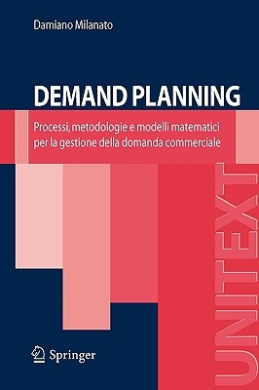 Damiano Milanato
DEMAND PLANNING
Processi, metodologie e modelli matematici
per la gestione della domanda commerciale
UNITEXT
Springer